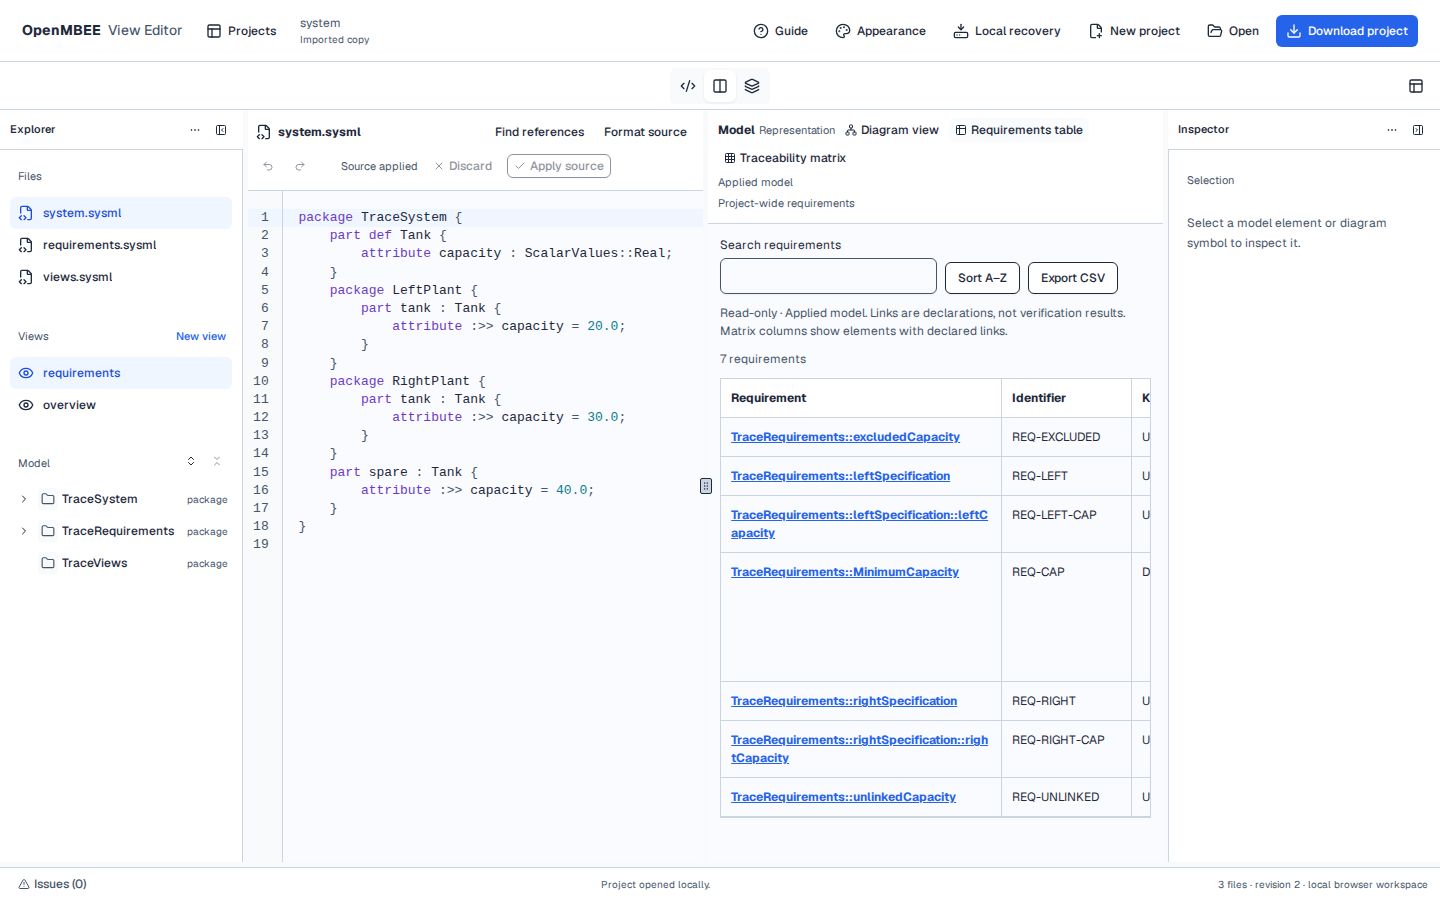 OpenMBEE View Editor
Projects
system
Imported copy
Guide
Appearance
Local recovery
New project
Open
Download project
Explorer
Files
system.sysml
requirements.sysml
views.sysml
Views
New view
requirements
overview
Model
TraceSystem package
TraceRequirements package
TraceViews package
system.sysml
Find references
Format source
Source applied
Discard
Apply source
1 package TraceSystem {
2 part def Tank {
3 attribute capacity : ScalarValues::Real;
4 }
5 package LeftPlant {
6 part tank : Tank {
7 attribute :>> capacity = 20.0;
8 }
9 }
10 package RightPlant {
11 part tank : Tank {
12 attribute :>> capacity = 30.0;
13 }
14 }
15 part spare : Tank {
16 attribute :>> capacity = 40.0;
17 }
18 }
19
Model Representation Diagram view Requirements table
Traceability matrix
Applied model
Project-wide requirements
Search requirements
Sort A–Z
Export CSV
Read-only · Applied model. Links are declarations, not verification results.
Matrix columns show elements with declared links.
7 requirements
Requirement Identifier K
TraceRequirements::excludedCapacity REQ-EXCLUDED U
TraceRequirements::leftSpecification REQ-LEFT U
TraceRequirements::leftSpecification::leftC REQ-LEFT-CAP U
apacity
TraceRequirements::MinimumCapacity REQ-CAP D
TraceRequirements::rightSpecification REQ-RIGHT U
TraceRequirements::rightSpecification::righ REQ-RIGHT-CAP U
tCapacity
TraceRequirements::unlinkedCapacity REQ-UNLINKED U
Inspector
Selection
Select a model element or diagram
symbol to inspect it.
Issues (0)
Project opened locally.
3 files · revision 2 · local browser workspace